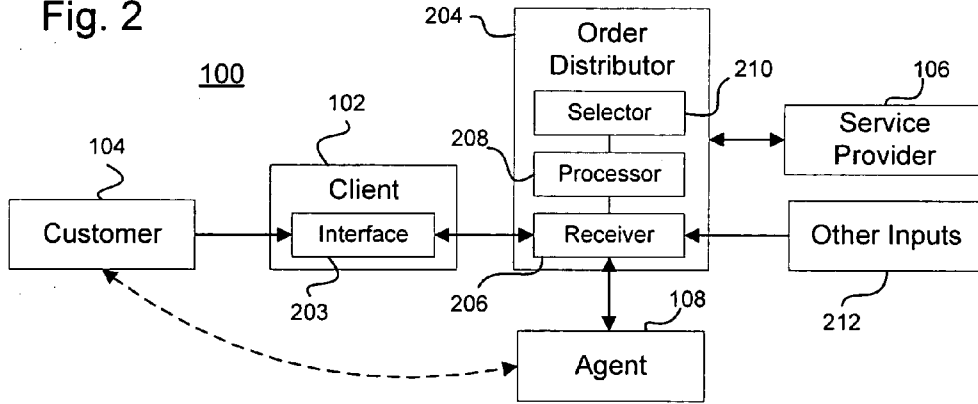 Fig. 2
100
204
Order
Distributor
210
Selector
208
Processor
Receiver
206
106
Service
Provider
102
Client
Interface
203
104
Customer
Other Inputs
212
108
Agent